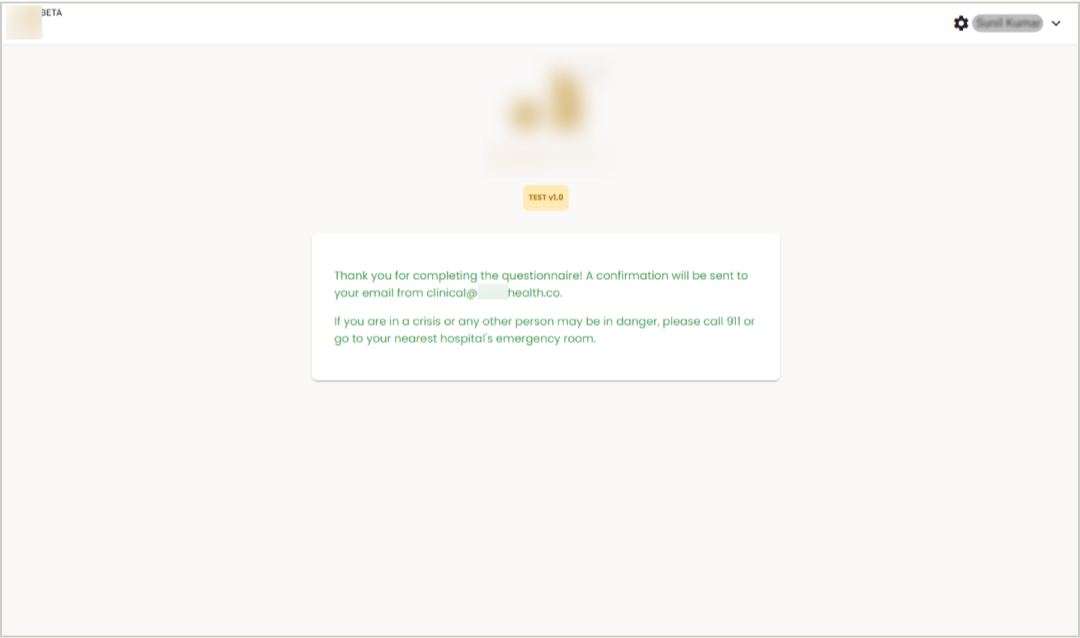 BETA
TEST v1.0
Thank you for completing the questionnaire! A confirmation will be sent to
your email from clinical@ health.co.
If you are in a crisis or any other person may be in danger, please call 911 or
go to your nearest hospital's emergency room.